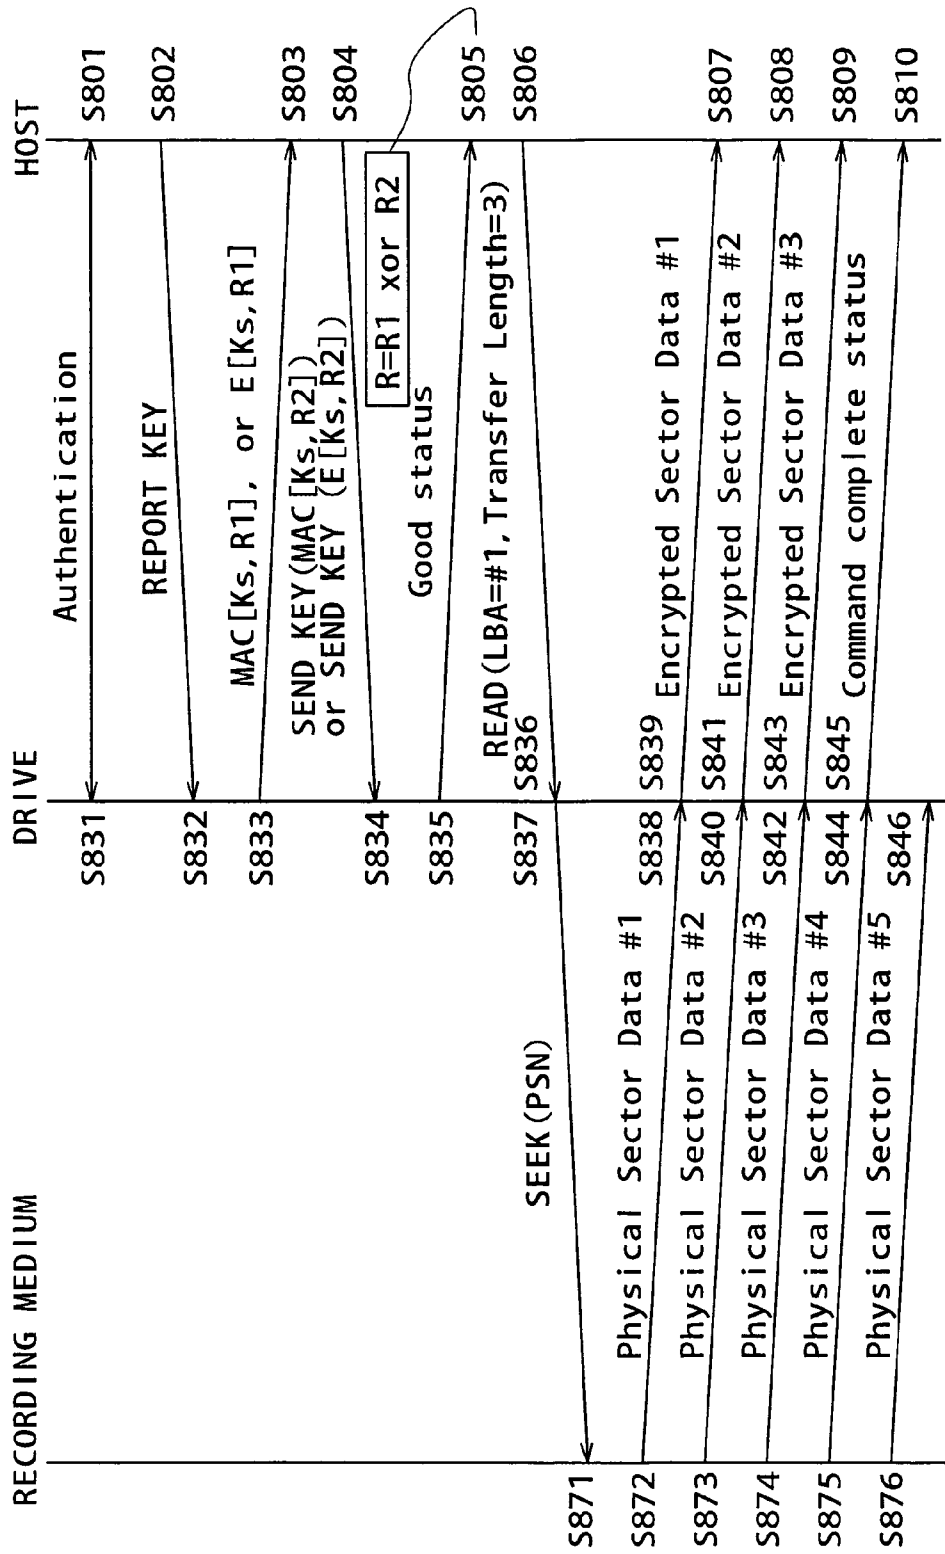 RECORDING MEDIUM
DRIVE
HOST
S831
Authentication
S801
REPORT KEY
S802
S832
S833
MAC[Ks,R1], or E[Ks,R1]
S803
SEND KEY(MAC[Ks,R2])
or SEND KEY (E[Ks,R2])
S804
S834
R=R1 xor R2
S835
Good status
S805
READ(LBA=#1,Transfer Length=3)
S806
S836
S837
SEEK(PSN)
S871
S872
Physical Sector Data #1
S838
S839
Encrypted Sector Data #1
S807
S873
Physical Sector Data #2
S840
S841
Encrypted Sector Data #2
S808
S874
Physical Sector Data #3
S842
S843
Encrypted Sector Data #3
S809
S875
Physical Sector Data #4
S844
S845
Command complete status
S810
S876
Physical Sector Data #5
S846